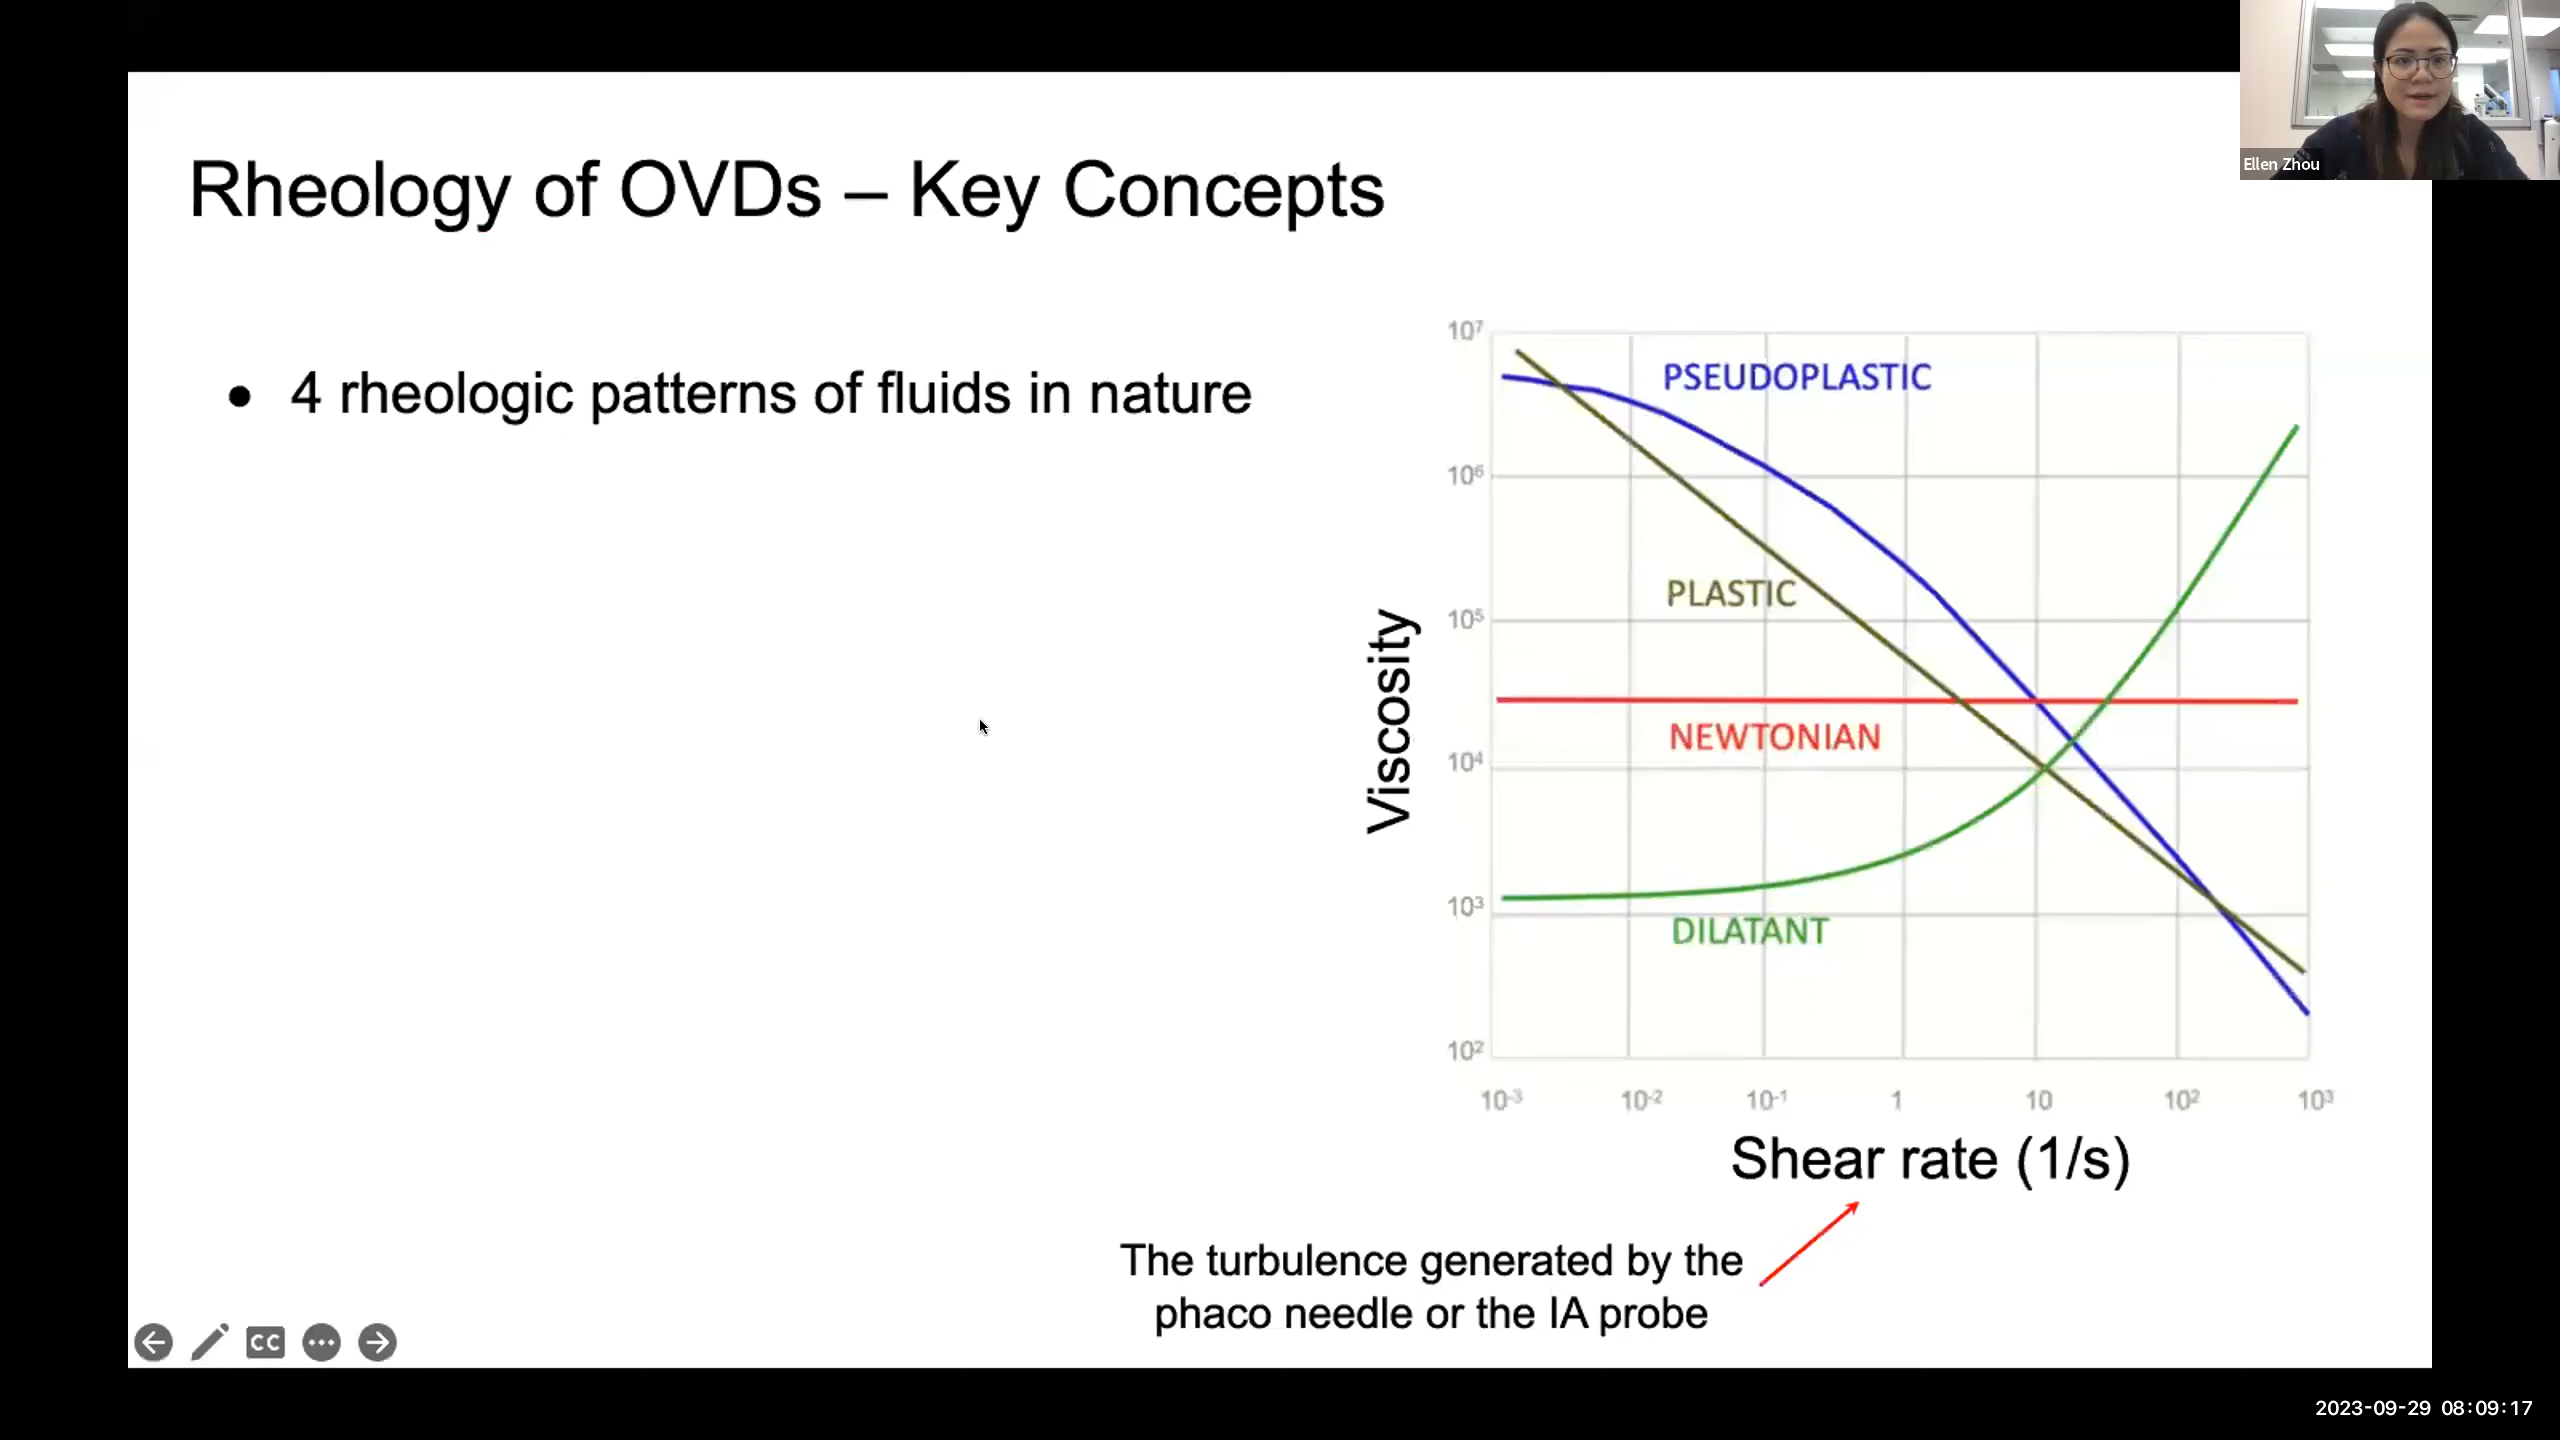 Ellen Zhou
Rheology of OVDs – Key Concepts
● 4 rheologic patterns of fluids in nature
Viscosity
10⁷
10⁶
10⁵
10⁴
10³
10²
PSEUDOPLASTIC
PLASTIC
NEWTONIAN
DILATANT
10⁻³ 10⁻² 10⁻¹ 1 10 10² 10³
Shear rate (1/s)
The turbulence generated by the
phaco needle or the IA probe
CC
2023-09-29 08:09:17